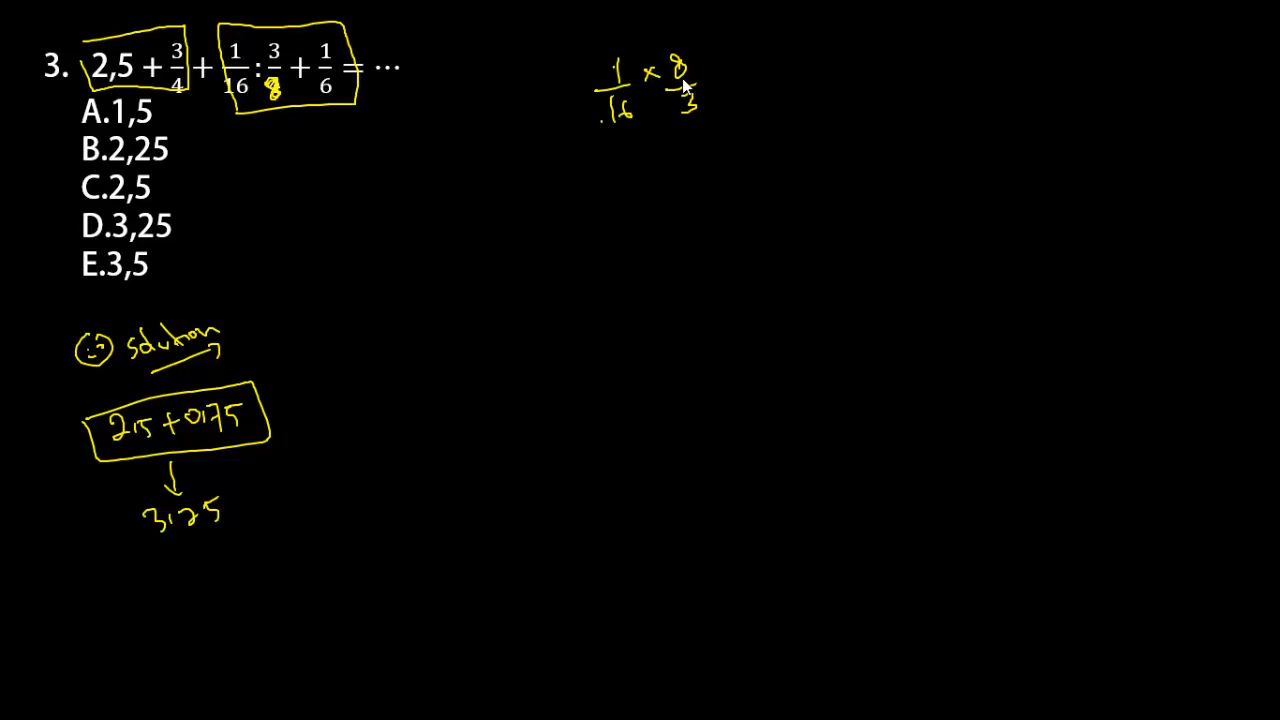 3. 2,5 + 3/4 + 1/16 : 3/8 + 1/6 = ⋯
A.1,5
B.2,25
C.2,5
D.3,25
E.3,5
1/16 × 8/3
solution
2,5 + 0,75
3,25